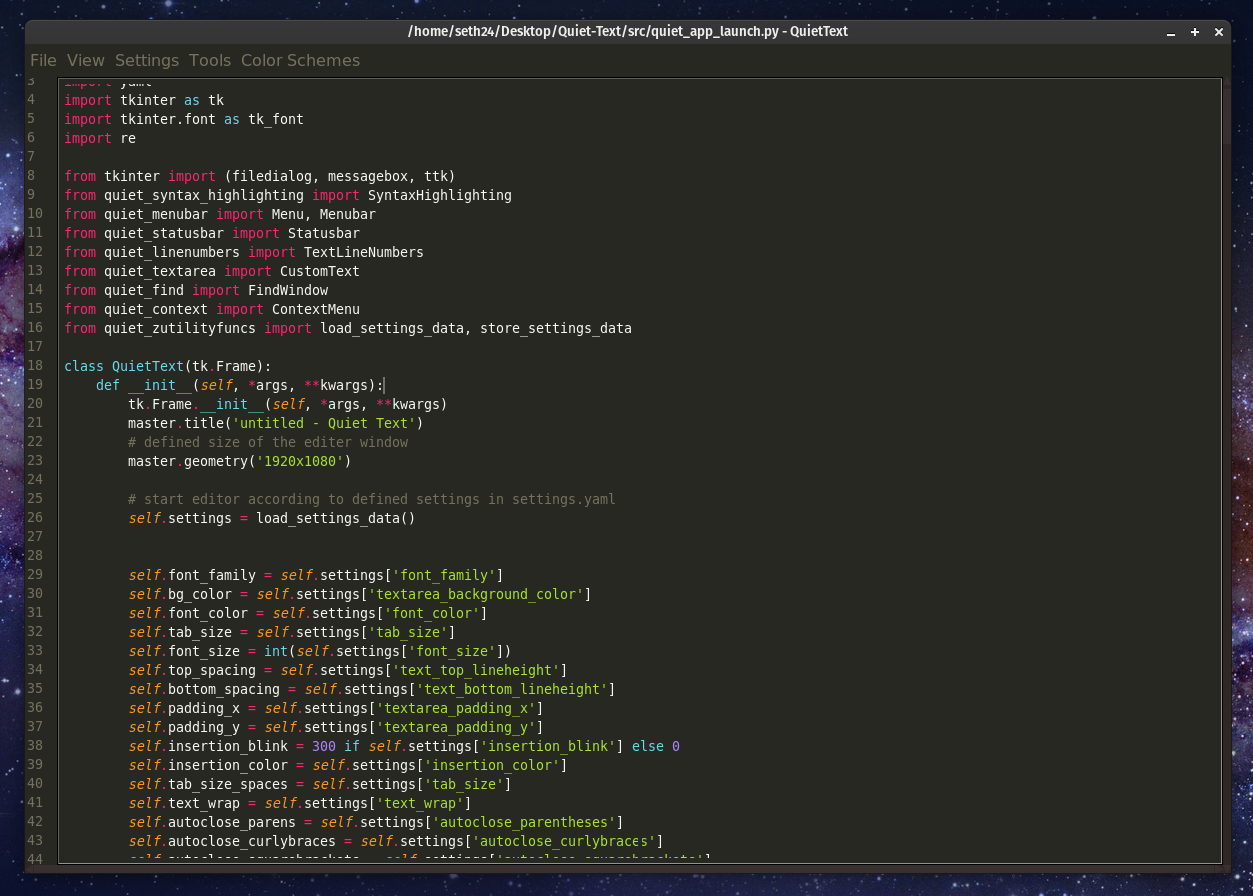 /home/seth24/Desktop/Quiet-Text/src/quiet_app_launch.py - QuietText
File View Settings Tools Color Schemes
3 import yaml
4 import tkinter as tk
5 import tkinter.font as tk_font
6 import re
7
8 from tkinter import (filedialog, messagebox, ttk)
9 from quiet_syntax_highlighting import SyntaxHighlighting
10 from quiet_menubar import Menu, Menubar
11 from quiet_statusbar import Statusbar
12 from quiet_linenumbers import TextLineNumbers
13 from quiet_textarea import CustomText
14 from quiet_find import FindWindow
15 from quiet_context import ContextMenu
16 from quiet_zutilityfuncs import load_settings_data, store_settings_data
17
18 class QuietText(tk.Frame):
19     def __init__(self, *args, **kwargs):
20         tk.Frame.__init__(self, *args, **kwargs)
21         master.title('untitled - Quiet Text')
22         # defined size of the editer window
23         master.geometry('1920x1080')
24
25         # start editor according to defined settings in settings.yaml
26         self.settings = load_settings_data()
27
28
29         self.font_family = self.settings['font_family']
30         self.bg_color = self.settings['textarea_background_color']
31         self.font_color = self.settings['font_color']
32         self.tab_size = self.settings['tab_size']
33         self.font_size = int(self.settings['font_size'])
34         self.top_spacing = self.settings['text_top_lineheight']
35         self.bottom_spacing = self.settings['text_bottom_lineheight']
36         self.padding_x = self.settings['textarea_padding_x']
37         self.padding_y = self.settings['textarea_padding_y']
38         self.insertion_blink = 300 if self.settings['insertion_blink'] else 0
39         self.insertion_color = self.settings['insertion_color']
40         self.tab_size_spaces = self.settings['tab_size']
41         self.text_wrap = self.settings['text_wrap']
42         self.autoclose_parens = self.settings['autoclose_parentheses']
43         self.autoclose_curlybraces = self.settings['autoclose_curlybraces']
44         self.autoclose_squarebrackets = self.settings['autoclose_squarebrackets']